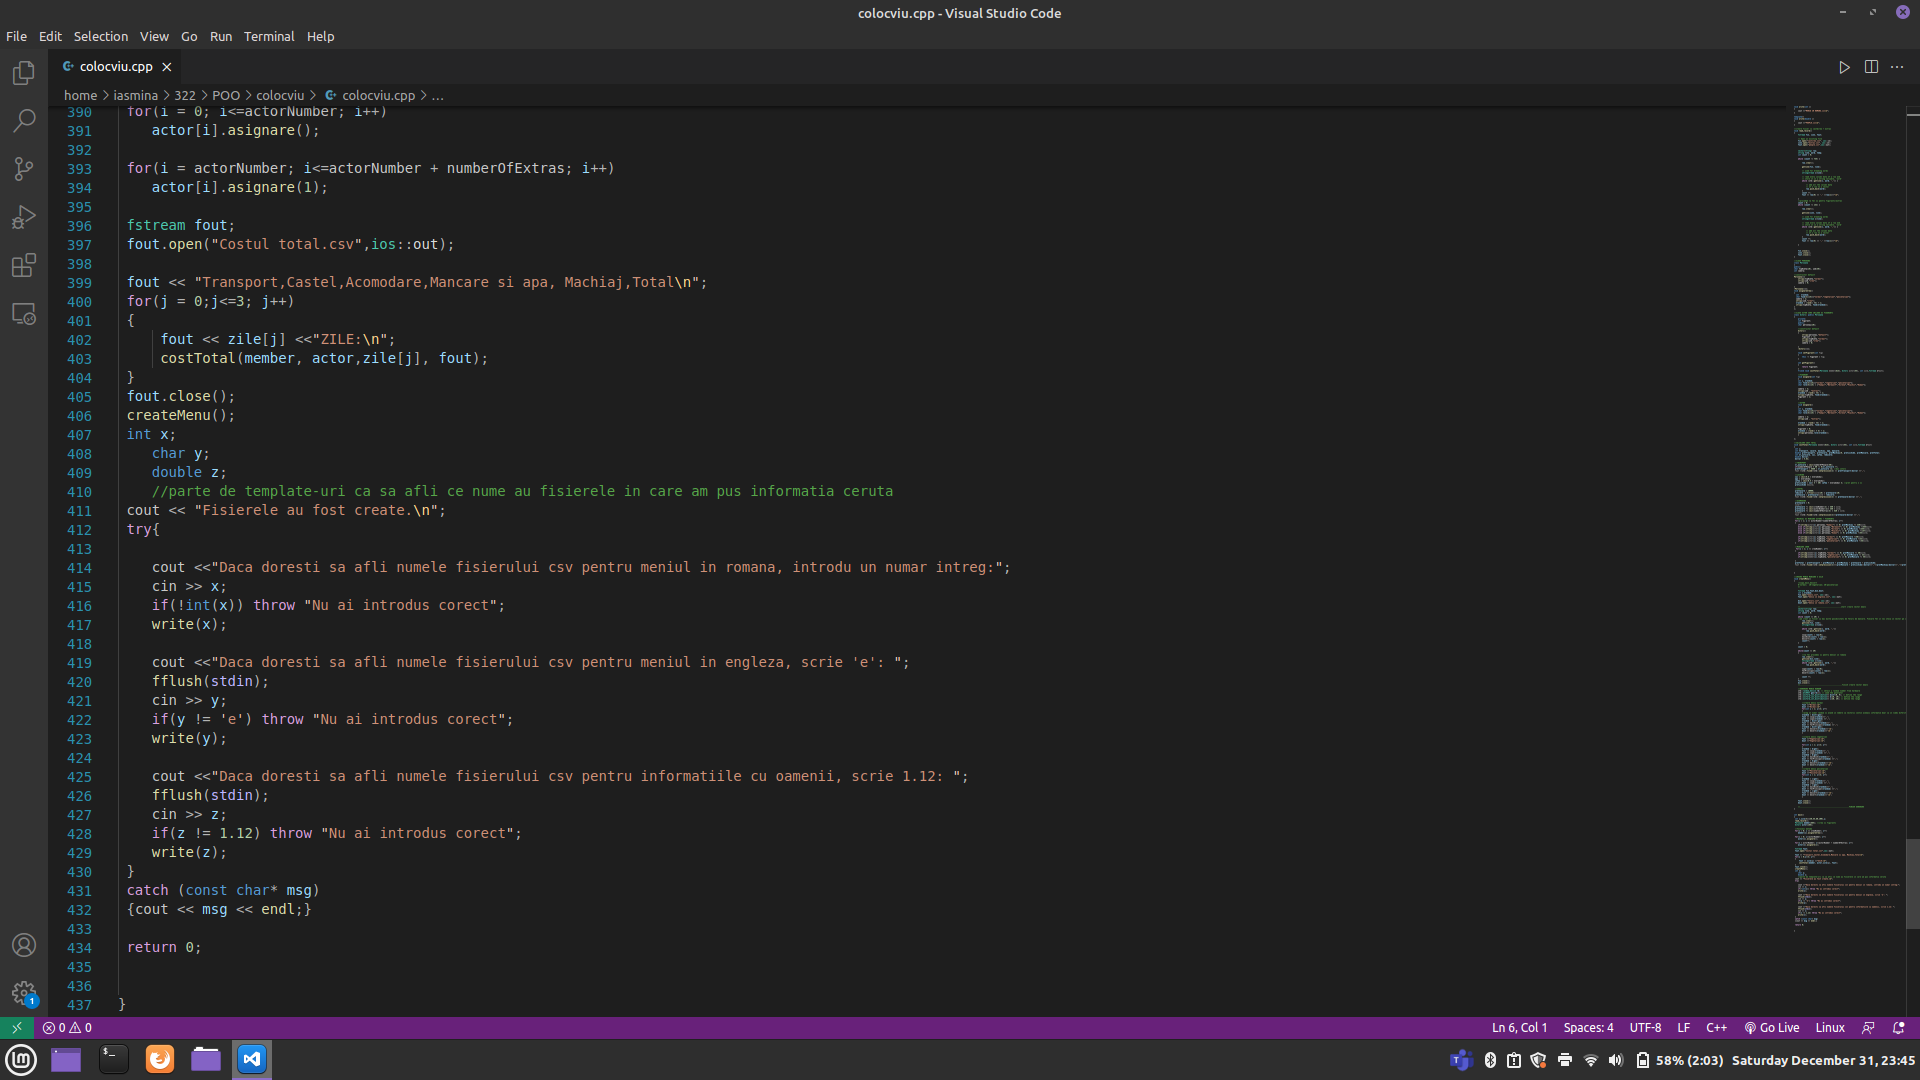 colocviu.cpp - Visual Studio Code
File Edit Selection View Go Run Terminal Help
colocviu.cpp
home > iasmina > 322 > POO > colocviu > colocviu.cpp > ...
390 for(i = 0; i<=actorNumber; i++)
391 actor[i].asignare();
392
393 for(i = actorNumber; i<=actorNumber + numberOfExtras; i++)
394 actor[i].asignare(1);
395
396 fstream fout;
397 fout.open("Costul total.csv",ios::out);
398
399 fout << "Transport,Castel,Acomodare,Mancare si apa, Machiaj,Total\n";
400 for(j = 0;j<=3; j++)
401 {
402 fout << zile[j] <<"ZILE:\n";
403 costTotal(member, actor,zile[j], fout);
404 }
405 fout.close();
406 createMenu();
407 int x;
408 char y;
409 double z;
410 //parte de template-uri ca sa afli ce nume au fisierele in care am pus informatia ceruta
411 cout << "Fisierele au fost create.\n";
412 try{
413
414 cout <<"Daca doresti sa afli numele fisierului csv pentru meniul in romana, introdu un numar intreg:";
415 cin >> x;
416 if(!int(x)) throw "Nu ai introdus corect";
417 write(x);
418
419 cout <<"Daca doresti sa afli numele fisierului csv pentru meniul in engleza, scrie 'e': ";
420 fflush(stdin);
421 cin >> y;
422 if(y != 'e') throw "Nu ai introdus corect";
423 write(y);
424
425 cout <<"Daca doresti sa afli numele fisierului csv pentru informatiile cu oamenii, scrie 1.12: ";
426 fflush(stdin);
427 cin >> z;
428 if(z != 1.12) throw "Nu ai introdus corect";
429 write(z);
430 }
431 catch (const char* msg)
432 {cout << msg << endl;}
433
434 return 0;
435
436
437 }
1
0 0 Ln 6, Col 1 Spaces: 4 UTF-8 LF C++ Go Live Linux
58% (2:03) Saturday December 31, 23:45